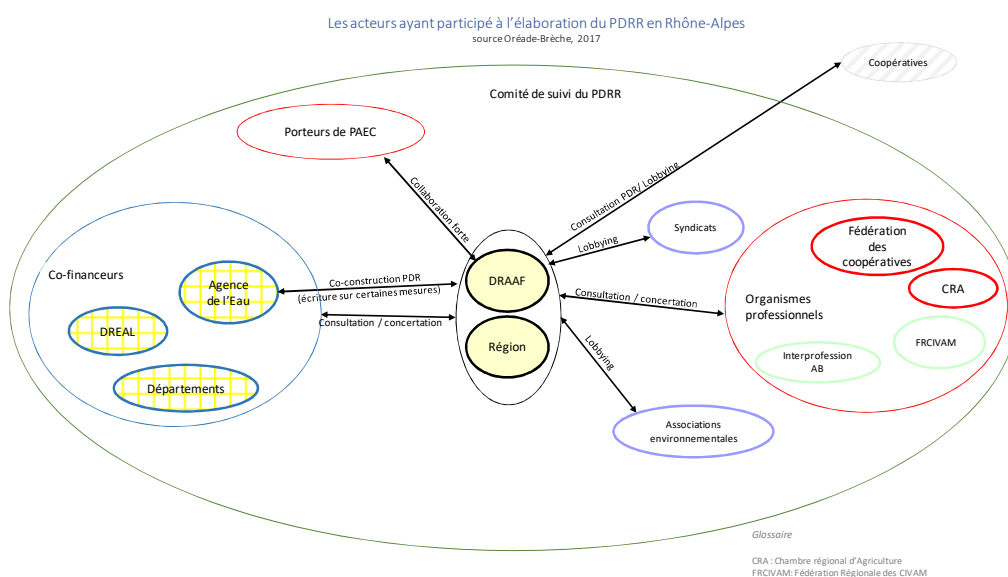 Les acteurs ayant participé à l'élaboration du PDRR en Rhône-Alpes
source Oréade-Brèche, 2017
Coopératives
Comité de suivi du PDRR
Porteurs de PAEC
Collaboration forte
Consultation PDR/ Lobbying
Syndicats
Lobbying
Fédération
des
coopératives
Co-financeurs
Agence
de l'Eau
Co-construction PDR
(écriture sur certaines mesures)
DRAAF
Consultation / concertation
CRA
Organismes
professionnels
DREAL
Consultation / concertation
Région
Lobbying
FRCIVAM
Interprofession
AB
Départements
Associations
environnementales
Glossaire
CRA : Chambre régional d'Agriculture
FRCIVAM: Fédération Régionale des CIVAM